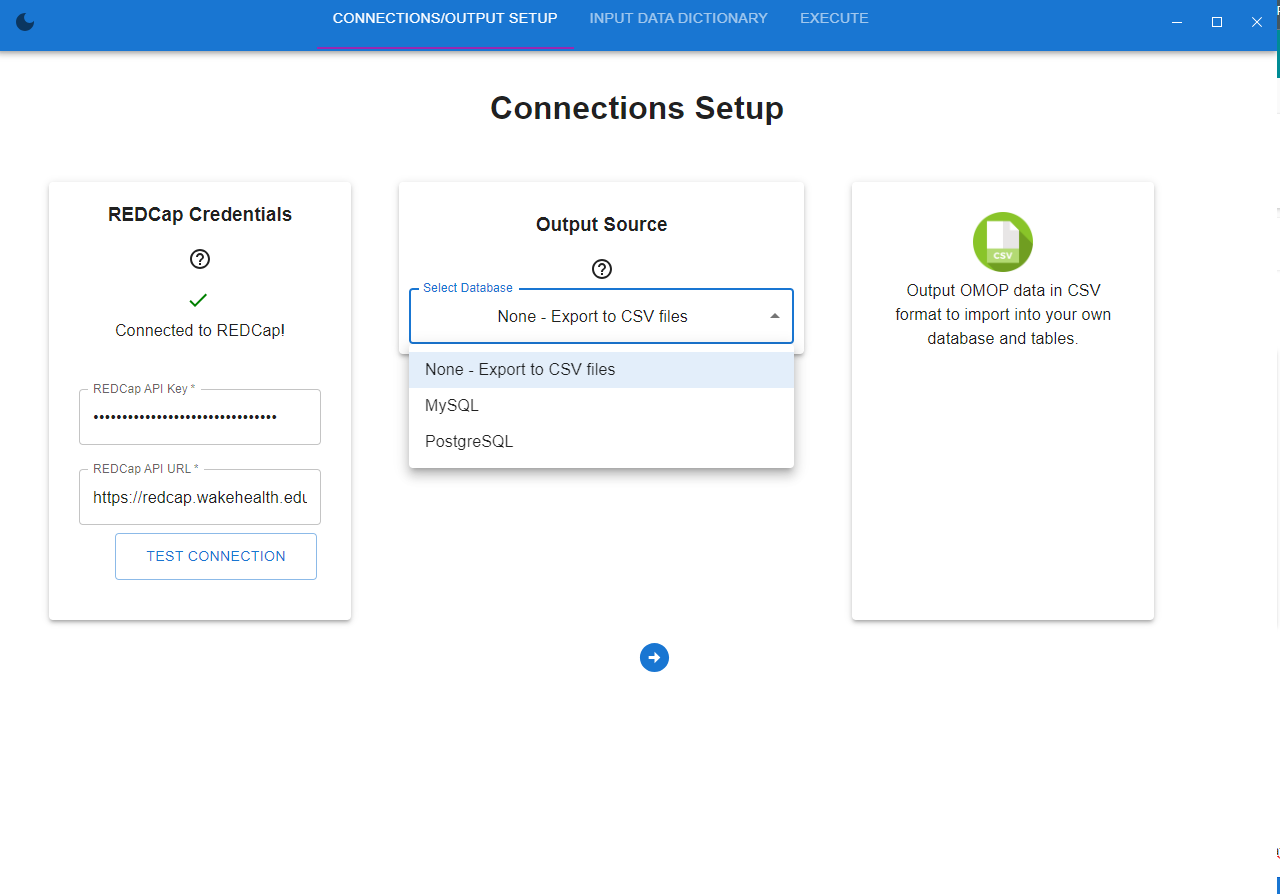 CONNECTIONS/OUTPUT SETUP
INPUT DATA DICTIONARY
EXECUTE
Connections Setup
REDCap Credentials
Connected to REDCap!
REDCap API Key *
••••••••••••••••••••••••••••••••
REDCap API URL *
https://redcap.wakehealth.edu
TEST CONNECTION
Output Source
Select Database
None - Export to CSV files
None - Export to CSV files
MySQL
PostgreSQL
CSV
Output OMOP data in CSV
format to import into your own
database and tables.